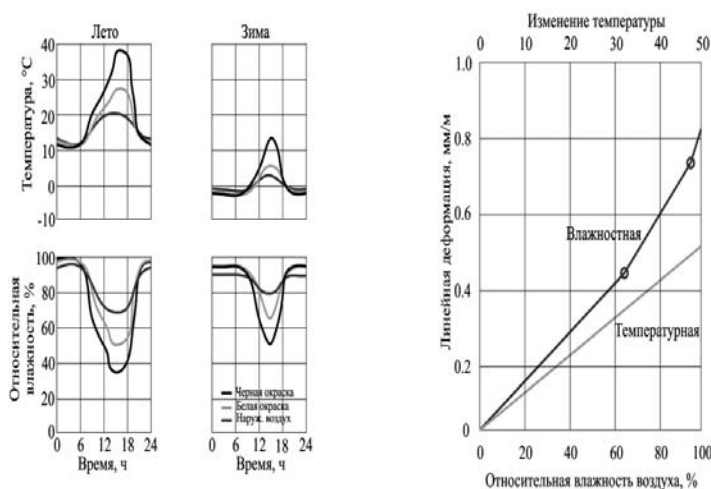 Лето
Зима
Температура, °С
40
30
20
10
0
-10
Относительная
влажность, %
100
80
60
40
20
0
Черная окраска
Белая окраска
Наруж. воздух
0 6 12 18 24
0 6 12 18 24
Время, ч
Время, ч
Изменение температуры
0 10 20 30 40 50
Линейная деформация, мм/м
1.0
0.8
0.6
0.4
0.2
0
Влажностная
Температурная
0 20 40 60 80 100
Относительная влажность воздуха, %